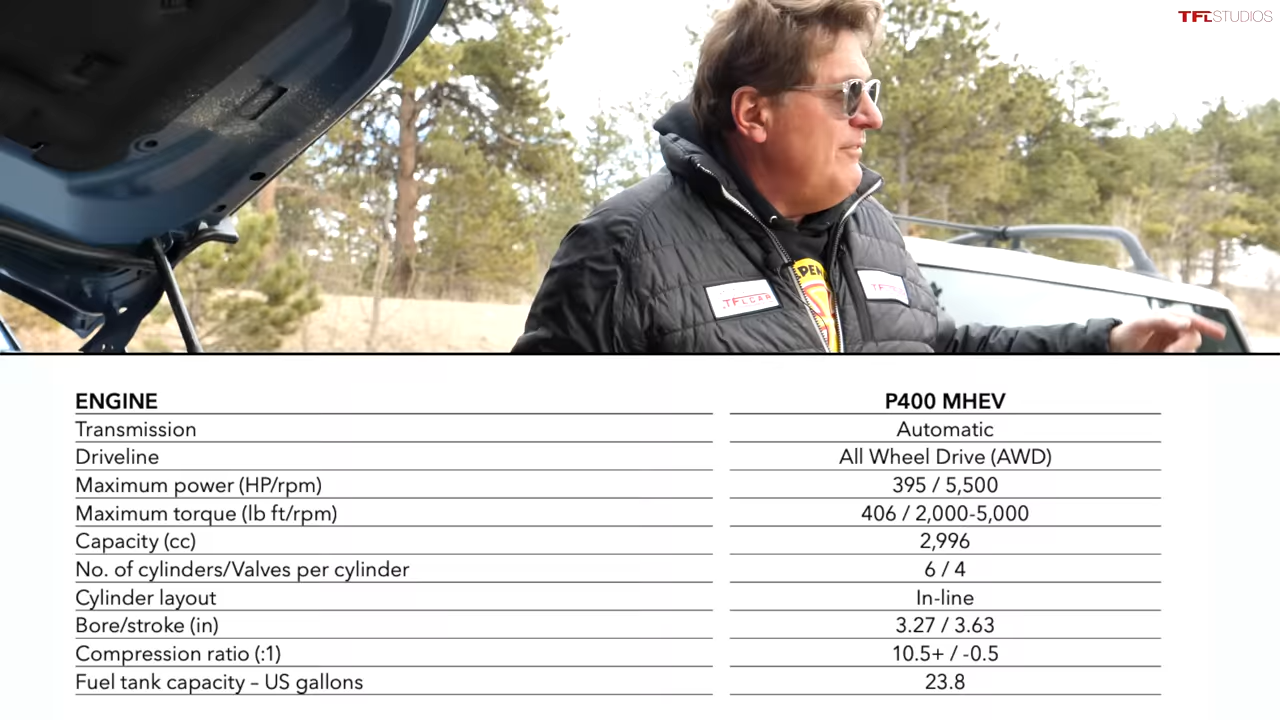 TFLSTUDIOS
TFLCAR
ENGINE P400 MHEV
Transmission Automatic
Driveline All Wheel Drive (AWD)
Maximum power (HP/rpm) 395 / 5,500
Maximum torque (lb ft/rpm) 406 / 2,000-5,000
Capacity (cc) 2,996
No. of cylinders/Valves per cylinder 6 / 4
Cylinder layout In-line
Bore/stroke (in) 3.27 / 3.63
Compression ratio (:1) 10.5+ / -0.5
Fuel tank capacity – US gallons 23.8